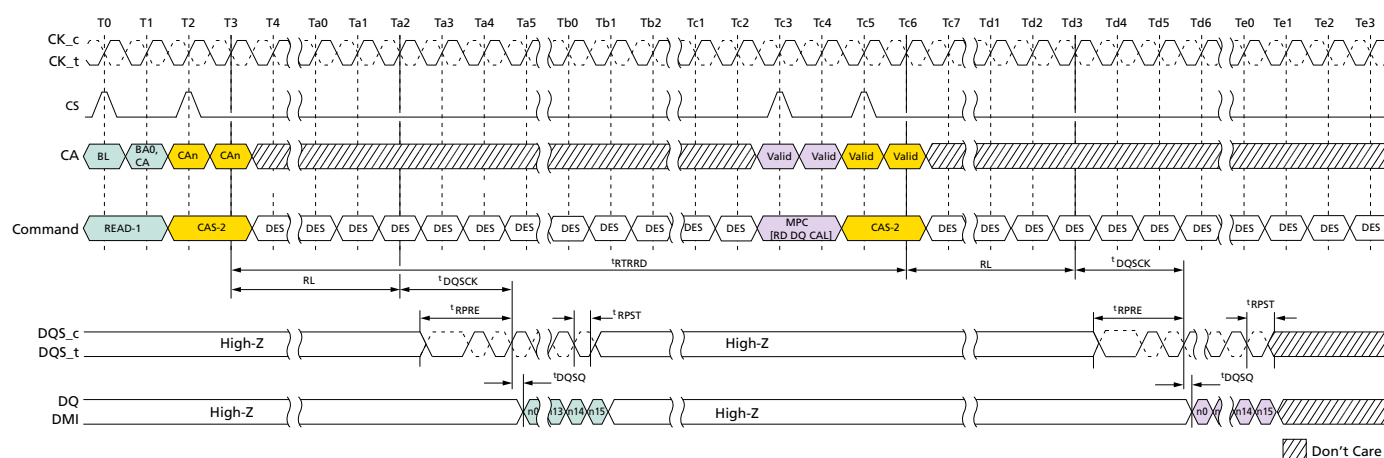 T0 T1 T2 T3 T4 Ta0 Ta1 Ta2 Ta3 Ta4 Ta5 Tb0 Tb1 Tb2 Tc1 Tc2 Tc3 Tc4 Tc5 Tc6 Tc7 Td1 Td2 Td3 Td4 Td5 Td6 Te0 Te1 Te2 Te3
CK_c
CK_t
CS
CA BL BA0, CAn CAn Valid Valid Valid Valid
CA
Command READ-1 CAS-2 DES DES DES DES DES DES DES DES DES DES DES DES MPC CAS-2 DES DES DES DES DES DES DES DES DES DES DES
[RD DQ CAL]
tRTRRD
RL tDQSCK RL tDQSCK
tRPRE tRPST tRPRE tRPST
DQS_c
DQS_t High-Z High-Z
tDQSQ tDQSQ
DQ
DMI High-Z n0 n13 n14 n15 High-Z n0 n n14 n15
Don't Care